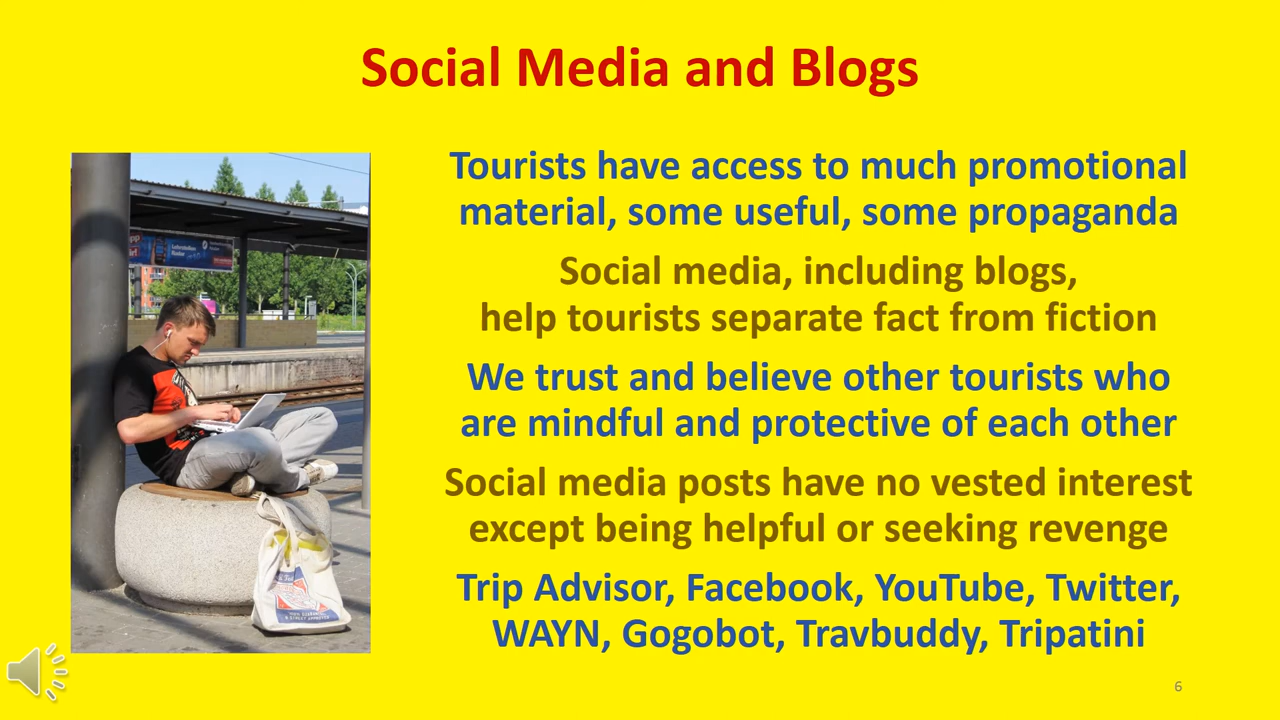 Social Media and Blogs
Tourists have access to much promotional
material, some useful, some propaganda
Social media, including blogs,
help tourists separate fact from fiction
We trust and believe other tourists who
are mindful and protective of each other
Social media posts have no vested interest
except being helpful or seeking revenge
Trip Advisor, Facebook, YouTube, Twitter,
WAYN, Gogobot, Travbuddy, Tripatini
6